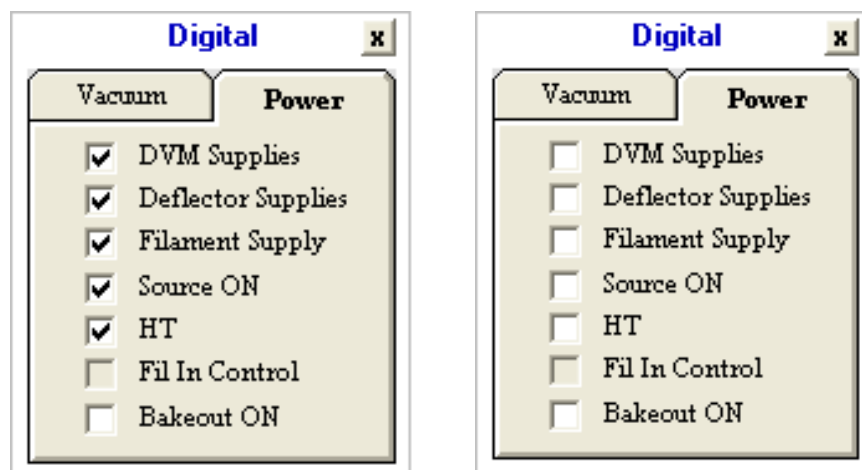 Digital x
Vacuum Power
DVM Supplies
Deflector Supplies
Filament Supply
Source ON
HT
Fil In Control
Bakeout ON
Digital x
Vacuum Power
DVM Supplies
Deflector Supplies
Filament Supply
Source ON
HT
Fil In Control
Bakeout ON